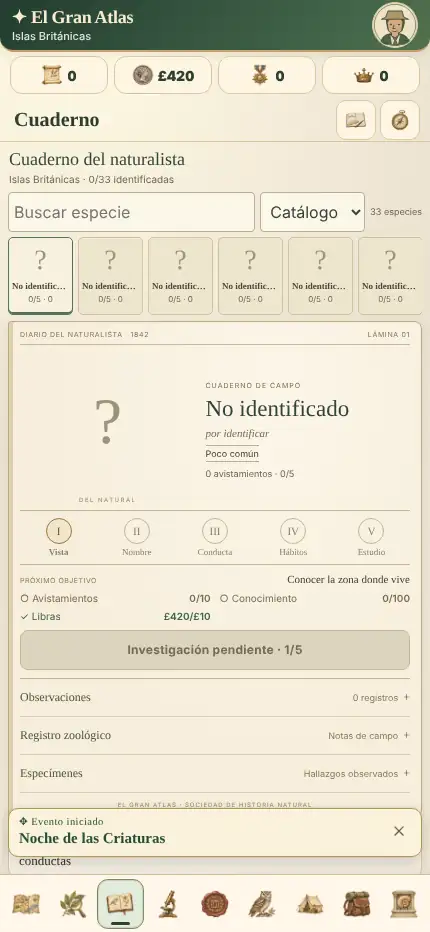 ✦ El Gran Atlas
Islas Británicas
0
£420
0
0
Cuaderno
Cuaderno del naturalista
Islas Británicas · 0/33 identificadas
Buscar especie
Catálogo
33 especies
?
?
?
?
?
?
No identific...
No identific...
No identific...
No identific...
No identific...
No identific...
0/5 · 0
0/5 · 0
0/5 · 0
0/5 · 0
0/5 · 0
0/5 · 0
DIARIO DEL NATURALISTA · 1842
LÁMINA 01
?
DEL NATURAL
CUADERNO DE CAMPO
No identificado
por identificar
Poco común
0 avistamientos · 0/5
I
II
III
IV
V
Vista
Nombre
Conducta
Hábitos
Estudio
PRÓXIMO OBJETIVO
Conocer la zona donde vive
○ Avistamientos 0/10
○ Conocimiento 0/100
✓ Libras £420/£10
Investigación pendiente · 1/5
Observaciones
0 registros +
Registro zoológico
Notas de campo +
Especímenes
Hallazgos observados +
EL GRAN ATLAS · SOCIEDAD DE HISTORIA NATURAL
✥ Evento iniciado
Noche de las Criaturas
×
conductas